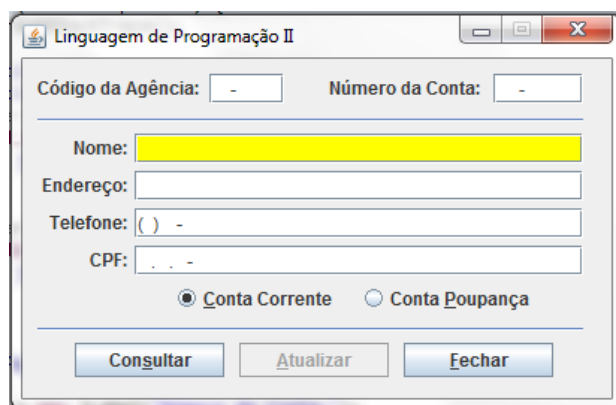 Linguagem de Programação II
Código da Agência: - Número da Conta: -
Nome:
Endereço:
Telefone: ( ) -
CPF: . . -
Conta Corrente Conta Poupança
Consultar Atualizar Fechar